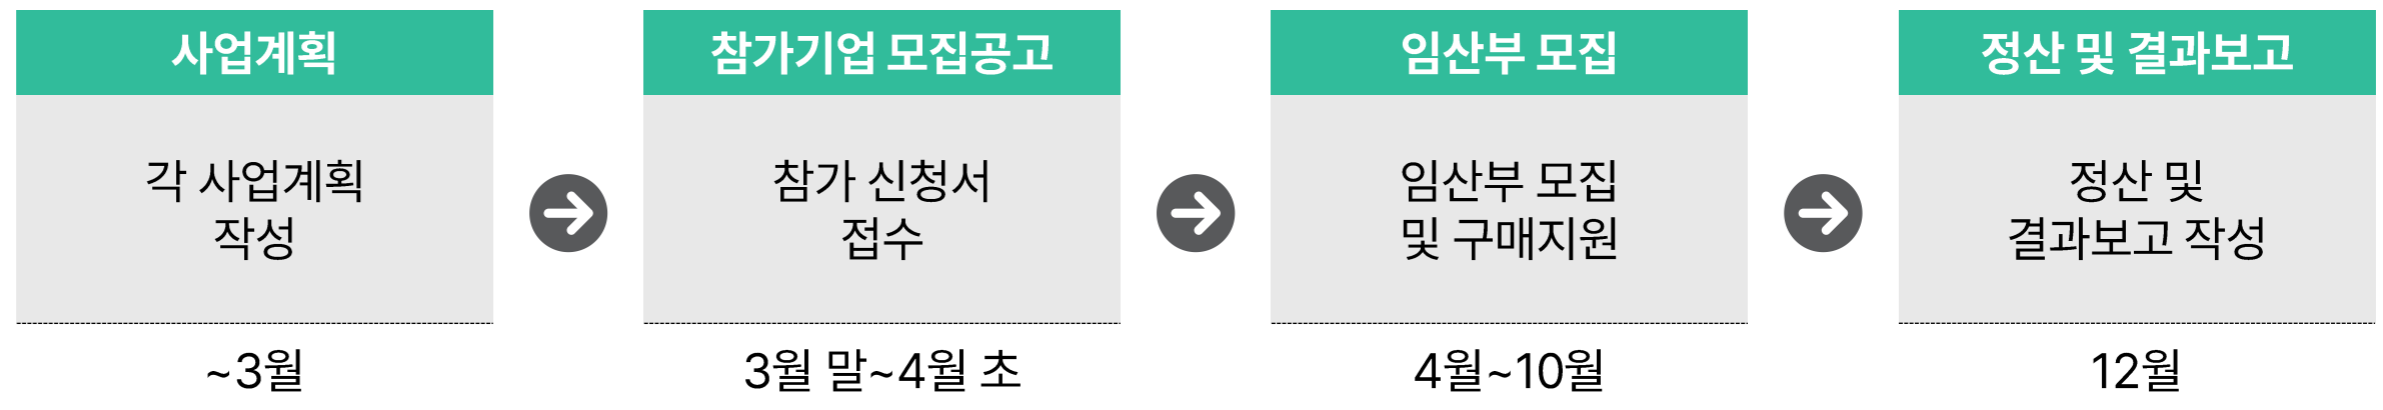 사업계획
각 사업계획
작성
~3월
참가기업 모집공고
참가 신청서
접수
3월 말~4월 초
임산부 모집
임산부 모집
및 구매지원
4월~10월
정산 및 결과보고
정산 및
결과보고 작성
12월